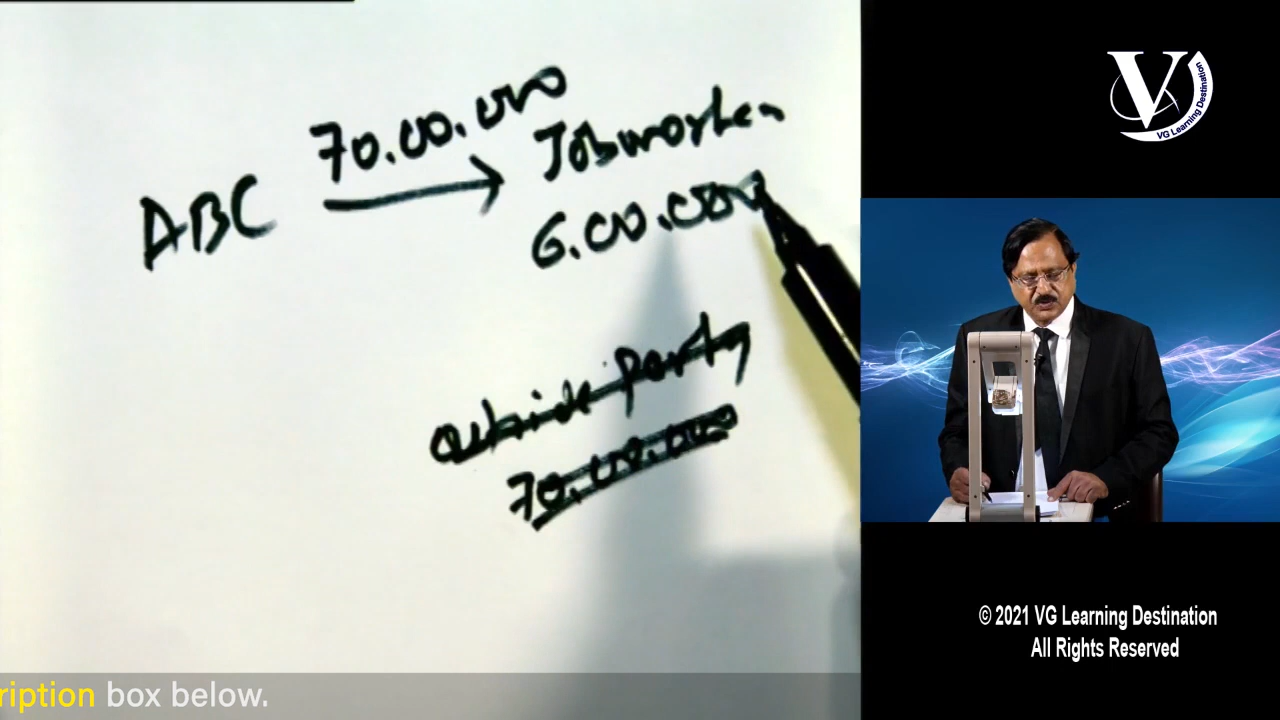 70.00.000
ABC → Jobworker
6.00.000
outside party
70.00.000
V
VG Learning Destination
© 2021 VG Learning Destination
All Rights Reserved
ription box below.